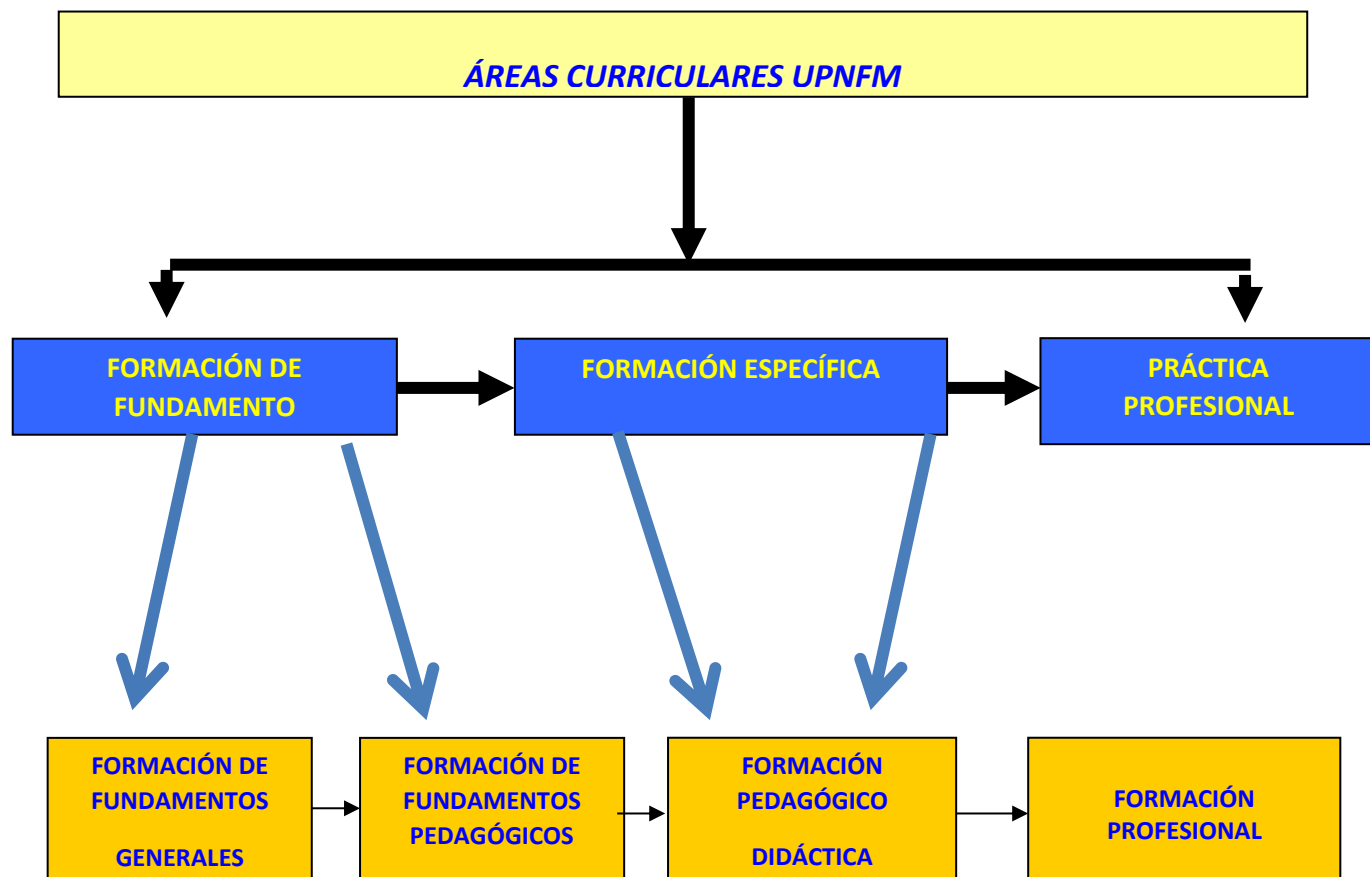 ÁREAS CURRICULARES UPNFM
FORMACIÓN DE
FUNDAMENTO
FORMACIÓN ESPECÍFICA
PRÁCTICA
PROFESIONAL
FORMACIÓN DE
FUNDAMENTOS
GENERALES
FORMACIÓN DE
FUNDAMENTOS
PEDAGÓGICOS
FORMACIÓN
PEDAGÓGICO
DIDÁCTICA
FORMACIÓN
PROFESIONAL